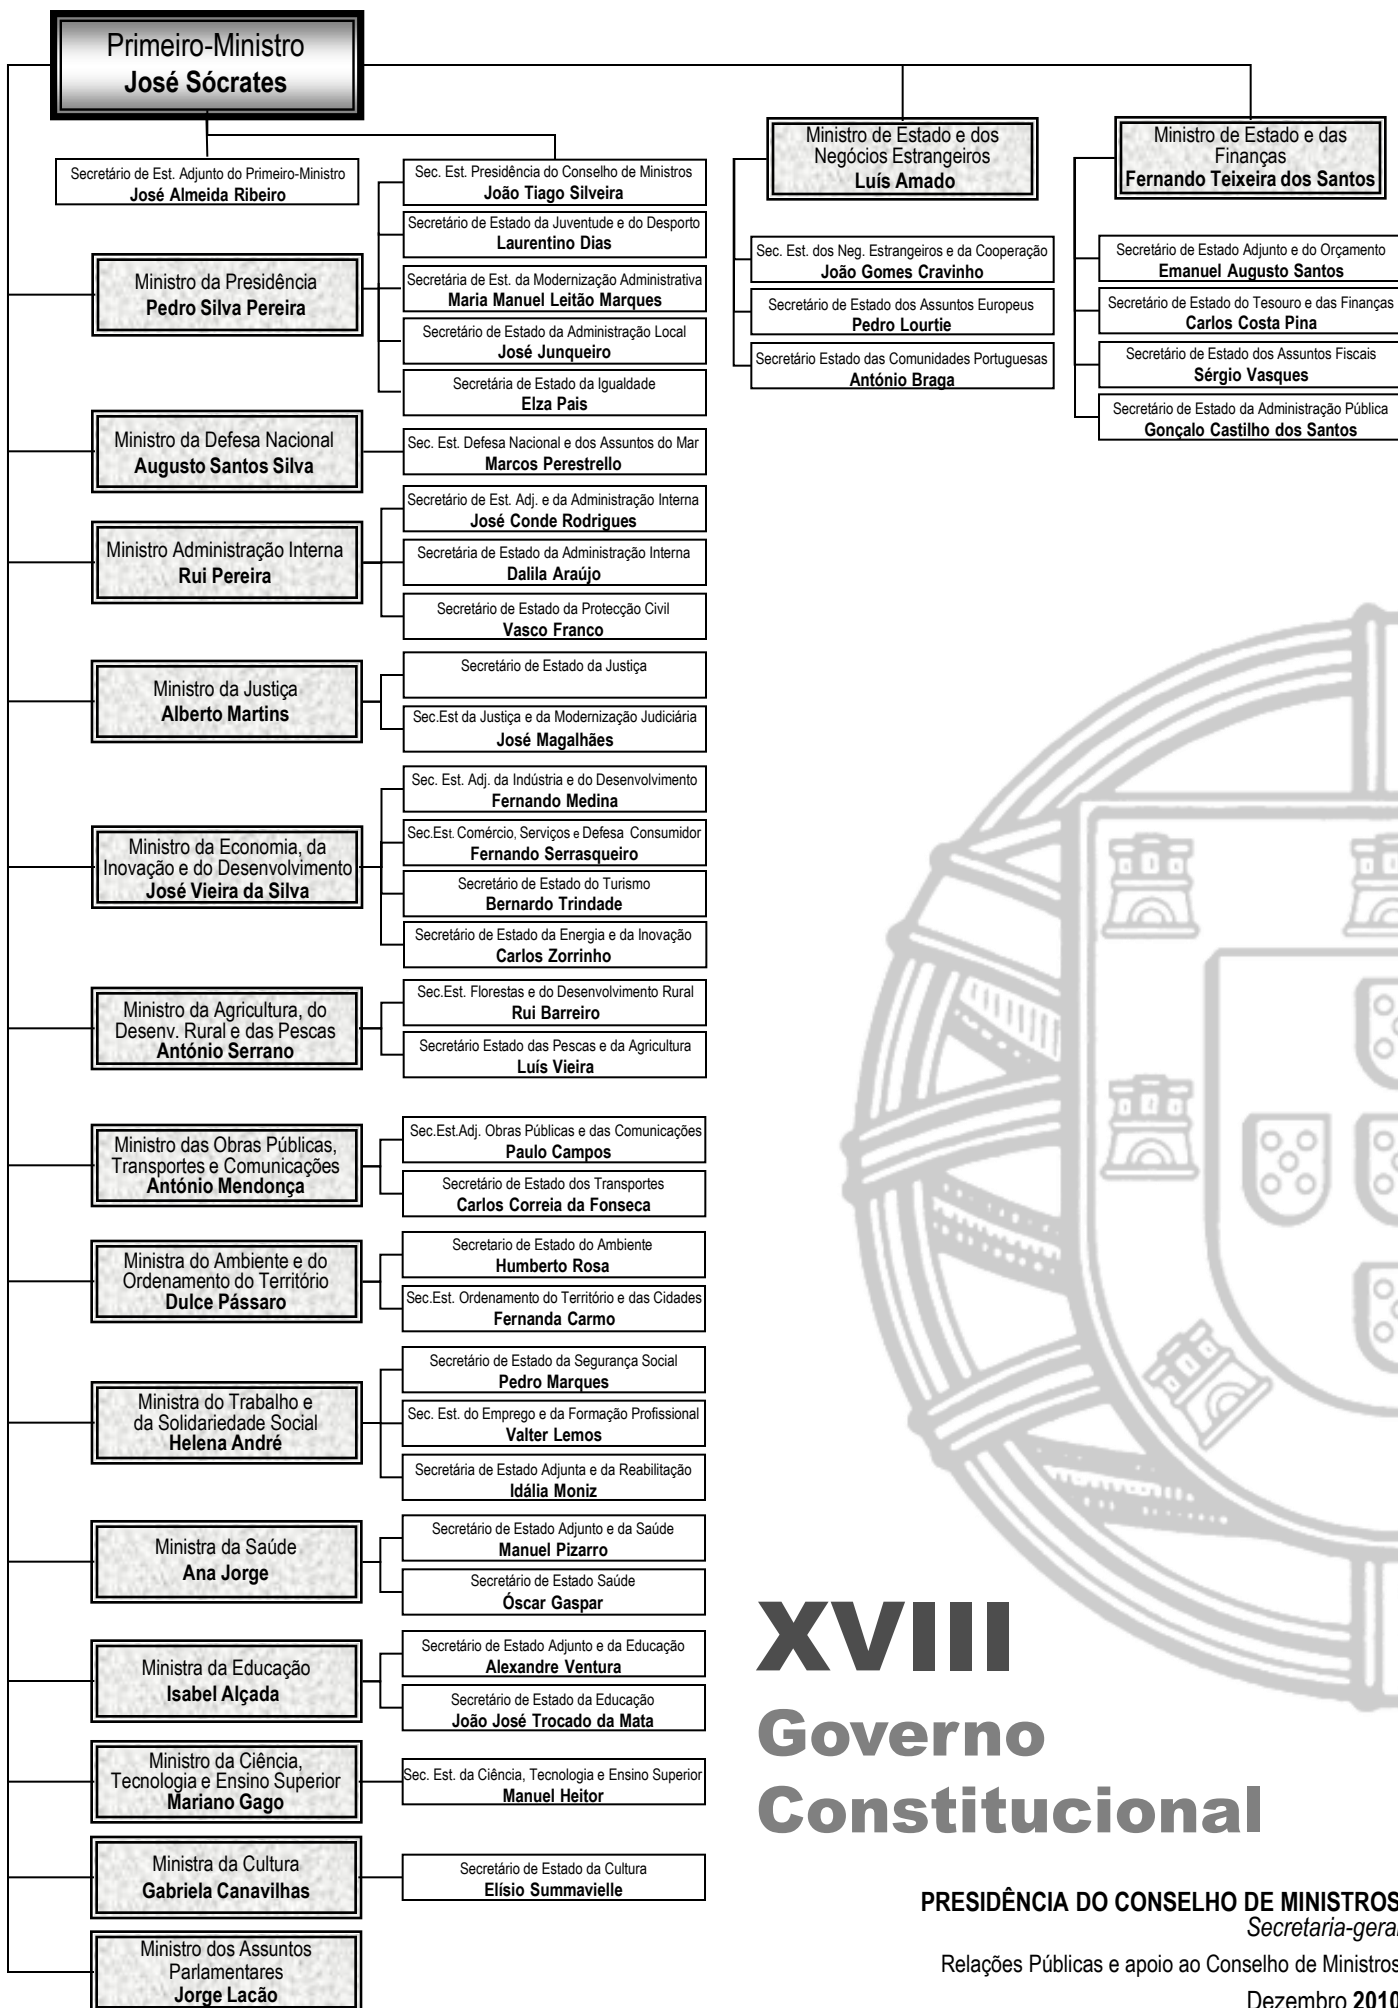 Primeiro-Ministro
José Sócrates
Secretário de Est. Adjunto do Primeiro-Ministro
José Almeida Ribeiro
Ministro de Estado e dos
Negócios Estrangeiros
Luís Amado
Sec. Est. dos Neg. Estrangeiros e da Cooperação
João Gomes Cravinho
Secretário de Estado dos Assuntos Europeus
Pedro Lourtie
Secretário Estado das Comunidades Portuguesas
António Braga
Ministro de Estado e das
Finanças
Fernando Teixeira dos Santos
Secretário de Estado Adjunto e do Orçamento
Emanuel Augusto Santos
Secretário de Estado do Tesouro e das Finanças
Carlos Costa Pina
Secretário de Estado dos Assuntos Fiscais
Sérgio Vasques
Secretário de Estado da Administração Pública
Gonçalo Castilho dos Santos
Ministro da Presidência
Pedro Silva Pereira
Sec. Est. Presidência do Conselho de Ministros
João Tiago Silveira
Secretário de Estado da Juventude e do Desporto
Laurentino Dias
Secretária de Est. da Modernização Administrativa
Maria Manuel Leitão Marques
Secretário de Estado da Administração Local
José Junqueiro
Secretária de Estado da Igualdade
Elza Pais
Ministro da Defesa Nacional
Augusto Santos Silva
Sec. Est. Defesa Nacional e dos Assuntos do Mar
Marcos Perestrello
Ministro Administração Interna
Rui Pereira
Secretário de Est. Adj. e da Administração Interna
José Conde Rodrigues
Secretária de Estado da Administração Interna
Dalila Araújo
Secretário de Estado da Protecção Civil
Vasco Franco
Ministro da Justiça
Alberto Martins
Secretário de Estado da Justiça
Sec.Est da Justiça e da Modernização Judiciária
José Magalhães
Ministro da Economia, da
Inovação e do Desenvolvimento
José Vieira da Silva
Sec. Est. Adj. da Indústria e do Desenvolvimento
Fernando Medina
Sec.Est. Comércio, Serviços e Defesa Consumidor
Fernando Serrasqueiro
Secretário de Estado do Turismo
Bernardo Trindade
Secretário de Estado da Energia e da Inovação
Carlos Zorrinho
Ministro da Agricultura, do
Desenv. Rural e das Pescas
António Serrano
Sec.Est. Florestas e do Desenvolvimento Rural
Rui Barreiro
Secretário Estado das Pescas e da Agricultura
Luís Vieira
Ministro das Obras Públicas,
Transportes e Comunicações
António Mendonça
Sec.Est.Adj. Obras Públicas e das Comunicações
Paulo Campos
Secretário de Estado dos Transportes
Carlos Correia da Fonseca
Ministra do Ambiente e do
Ordenamento do Território
Dulce Pássaro
Secretario de Estado do Ambiente
Humberto Rosa
Sec.Est. Ordenamento do Território e das Cidades
Fernanda Carmo
Ministra do Trabalho e
da Solidariedade Social
Helena André
Secretário de Estado da Segurança Social
Pedro Marques
Sec. Est. do Emprego e da Formação Profissional
Valter Lemos
Secretária de Estado Adjunta e da Reabilitação
Idália Moniz
Ministra da Saúde
Ana Jorge
Secretário de Estado Adjunto e da Saúde
Manuel Pizarro
Secretário de Estado Saúde
Óscar Gaspar
Ministra da Educação
Isabel Alçada
Secretário de Estado Adjunto e da Educação
Alexandre Ventura
Secretário de Estado da Educação
João José Trocado da Mata
Ministro da Ciência,
Tecnologia e Ensino Superior
Mariano Gago
Sec. Est. da Ciência, Tecnologia e Ensino Superior
Manuel Heitor
Ministra da Cultura
Gabriela Canavilhas
Secretário de Estado da Cultura
Elísio Summavielle
Ministro dos Assuntos
Parlamentares
Jorge Lacão
XVIII
Governo
Constitucional
PRESIDÊNCIA DO CONSELHO DE MINISTROS
Secretaria-geral
Relações Públicas e apoio ao Conselho de Ministros
Dezembro 2010